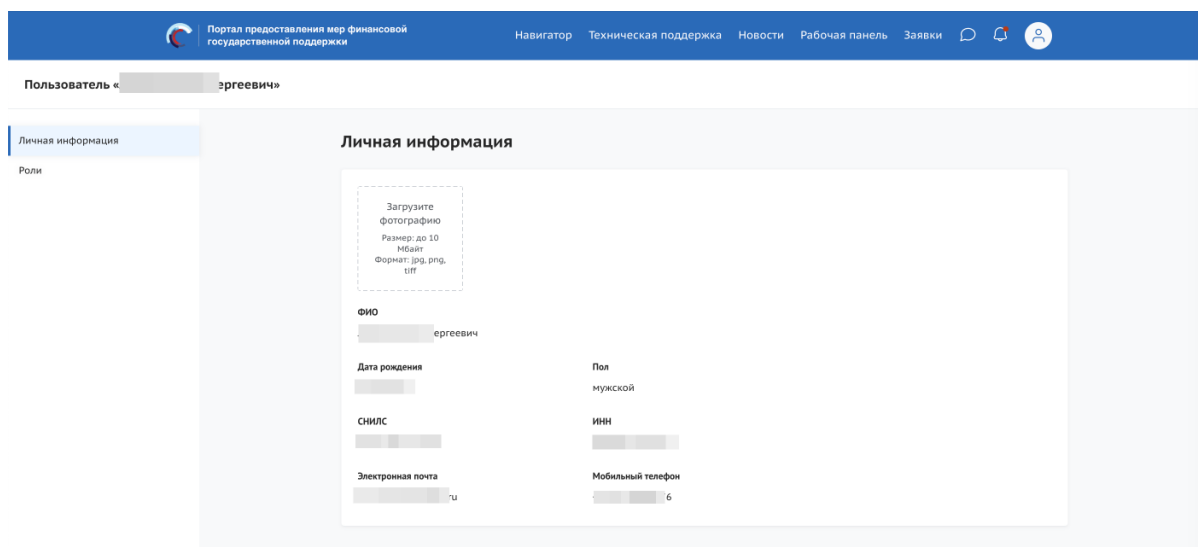 Портал предоставления мер финансовой
государственной поддержки
Навигатор Техническая поддержка Новости Рабочая панель Заявки
Пользователь « ергеевич»
Личная информация
Роли
Личная информация
Загрузите
фотографию
Размер: до 10
Мбайт
Формат: jpg, png,
tiff
ФИО
ергеевич
Дата рождения Пол
мужской
СНИЛС ИНН
Электронная почта Мобильный телефон
ru 6